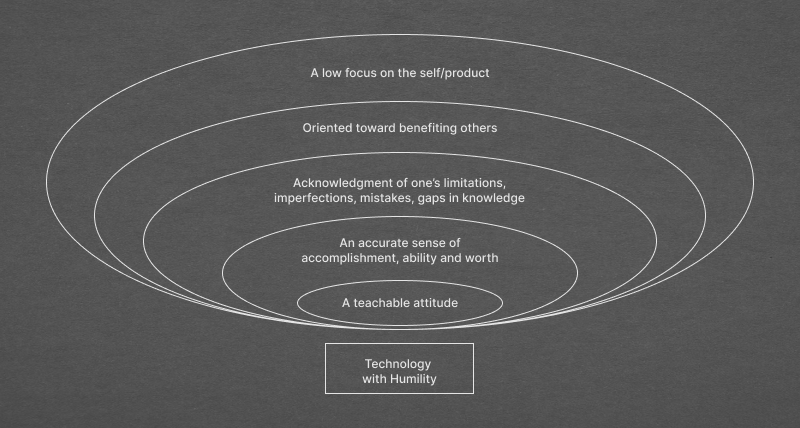 A low focus on the self/product
Oriented toward benefiting others
Acknowledgment of one’s limitations,
imperfections, mistakes, gaps in knowledge
An accurate sense of
accomplishment, ability and worth
A teachable attitude
Technology
with Humility